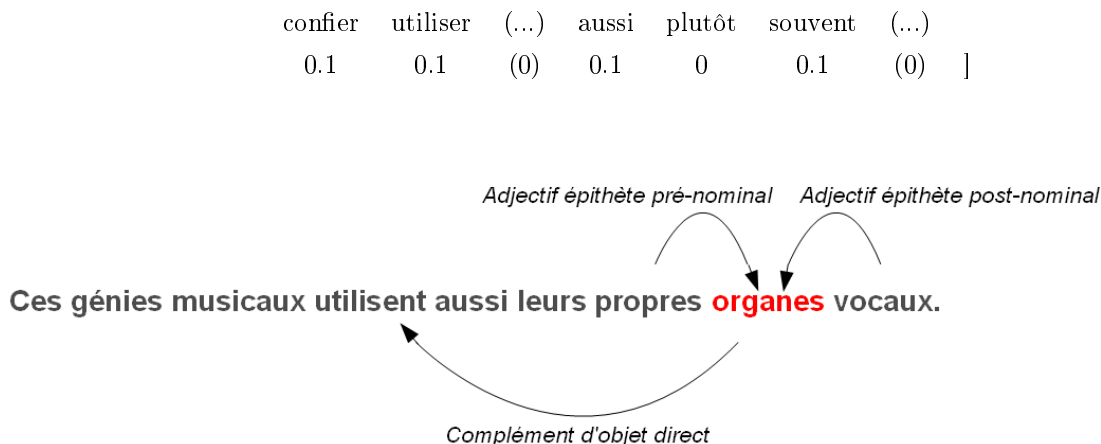 confier utiliser (...) aussi plutôt souvent (...)
0.1 0.1 (0) 0.1 0 0.1 (0) ]
Adjectif épithète pré-nominal Adjectif épithète post-nominal
Ces génies musicaux utilisent aussi leurs propres organes vocaux.
Complément d'objet direct